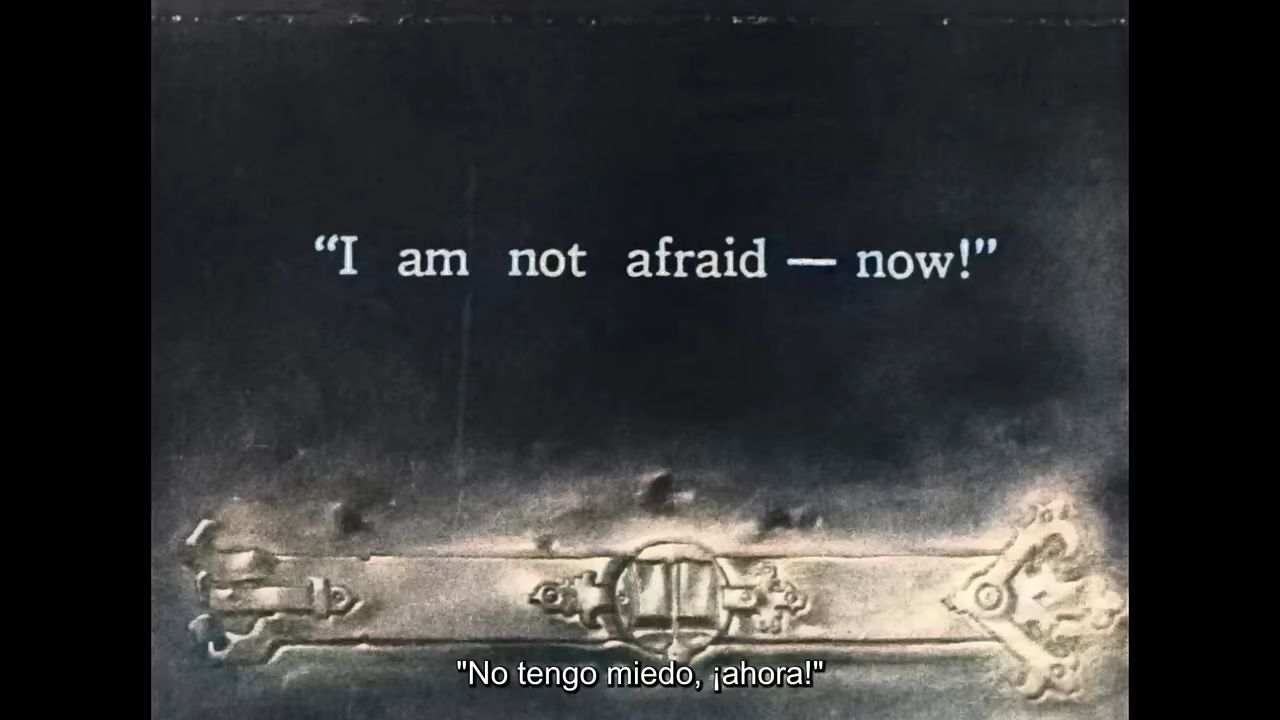 “I am not afraid — now!”
"No tengo miedo, ¡ahora!"